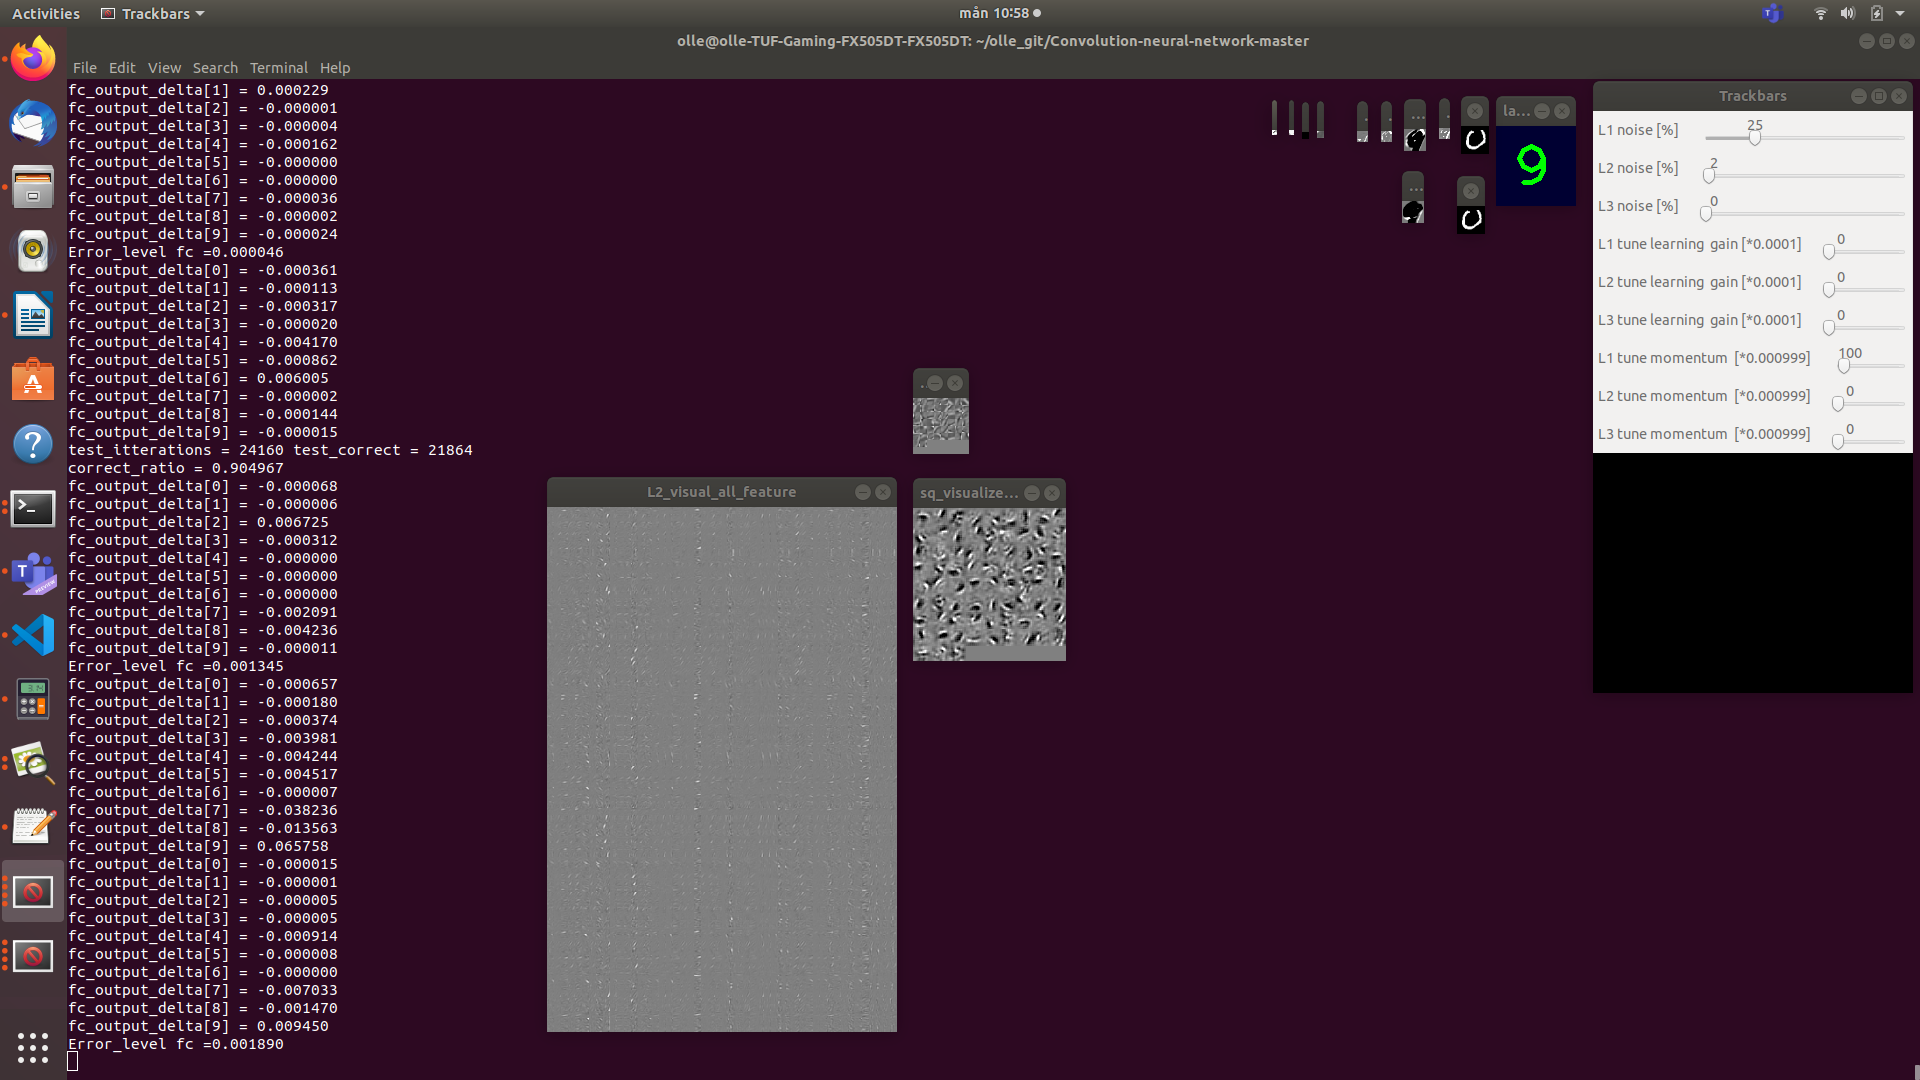 Activities
Trackbars
mån 10:58
olle@olle-TUF-Gaming-FX505DT-FX505DT: ~/olle_git/Convolution-neural-network-master
File Edit View Search Terminal Help
fc_output_delta[1] = 0.000229
fc_output_delta[2] = -0.000001
fc_output_delta[3] = -0.000004
fc_output_delta[4] = -0.000162
fc_output_delta[5] = -0.000000
fc_output_delta[6] = -0.000000
fc_output_delta[7] = -0.000036
fc_output_delta[8] = -0.000002
fc_output_delta[9] = -0.000024
Error_level fc =0.000046
fc_output_delta[0] = -0.000361
fc_output_delta[1] = -0.000113
fc_output_delta[2] = -0.000317
fc_output_delta[3] = -0.000020
fc_output_delta[4] = -0.004170
fc_output_delta[5] = -0.000862
fc_output_delta[6] = 0.006005
fc_output_delta[7] = -0.000002
fc_output_delta[8] = -0.000144
fc_output_delta[9] = -0.000015
test_itterations = 24160 test_correct = 21864
correct_ratio = 0.904967
fc_output_delta[0] = -0.000068
fc_output_delta[1] = -0.000006
fc_output_delta[2] = 0.006725
fc_output_delta[3] = -0.000312
fc_output_delta[4] = -0.000000
fc_output_delta[5] = -0.000000
fc_output_delta[6] = -0.000000
fc_output_delta[7] = -0.002091
fc_output_delta[8] = -0.004236
fc_output_delta[9] = -0.000011
Error_level fc =0.001345
fc_output_delta[0] = -0.000657
fc_output_delta[1] = -0.000180
fc_output_delta[2] = -0.000374
fc_output_delta[3] = -0.003981
fc_output_delta[4] = -0.004244
fc_output_delta[5] = -0.004517
fc_output_delta[6] = -0.000007
fc_output_delta[7] = -0.038236
fc_output_delta[8] = -0.013563
fc_output_delta[9] = 0.065758
fc_output_delta[0] = -0.000015
fc_output_delta[1] = -0.000001
fc_output_delta[2] = -0.000005
fc_output_delta[3] = -0.000005
fc_output_delta[4] = -0.000914
fc_output_delta[5] = -0.000008
fc_output_delta[6] = -0.000000
fc_output_delta[7] = -0.007033
fc_output_delta[8] = -0.001470
fc_output_delta[9] = 0.009450
Error_level fc =0.001890
L2_visual_all_feature
sq_visualize...
la...
9
Trackbars
L1 noise [%] 25
L2 noise [%] 2
L3 noise [%] 0
L1 tune learning gain [*0.0001] 0
L2 tune learning gain [*0.0001] 0
L3 tune learning gain [*0.0001] 0
L1 tune momentum [*0.000999] 100
L2 tune momentum [*0.000999] 0
L3 tune momentum [*0.000999] 0